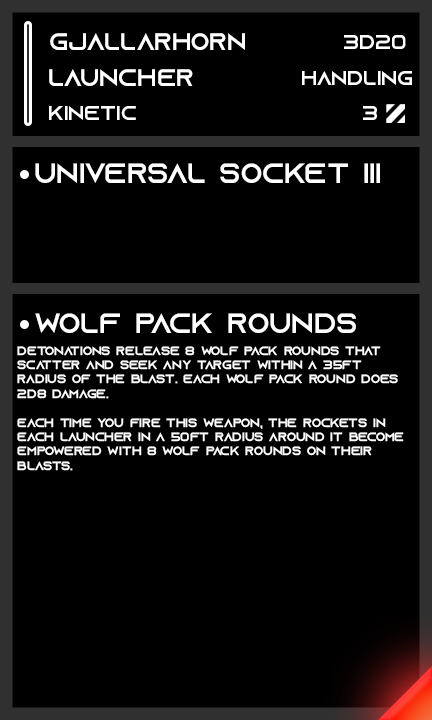 GJALLARHORN 3D20
LAUNCHER HANDLING
KINETIC 3
•UNIVERSAL SOCKET III
•WOLF PACK ROUNDS
DETONATIONS RELEASE 8 WOLF PACK ROUNDS THAT
SCATTER AND SEEK ANY TARGET WITHIN A 35FT
RADIUS OF THE BLAST. EACH WOLF PACK ROUND DOES
2D8 DAMAGE.
EACH TIME YOU FIRE THIS WEAPON, THE ROCKETS IN
EACH LAUNCHER IN A 50FT RADIUS AROUND IT BECOME
EMPOWERED WITH 8 WOLF PACK ROUNDS ON THEIR
BLASTS.